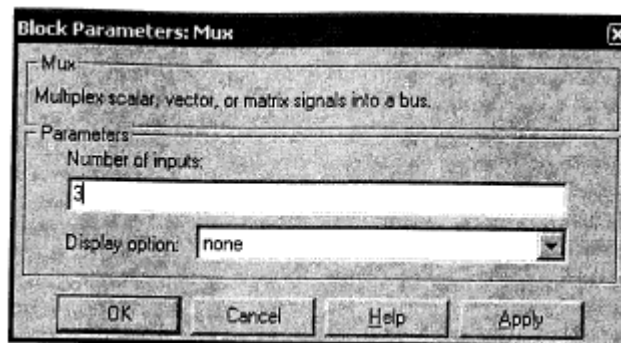 Block Parameters: Mux
Mux
Multiplex scalar, vector, or matrix signals into a bus.
Parameters
Number of inputs:
3
Display option: none
OK Cancel Help Apply